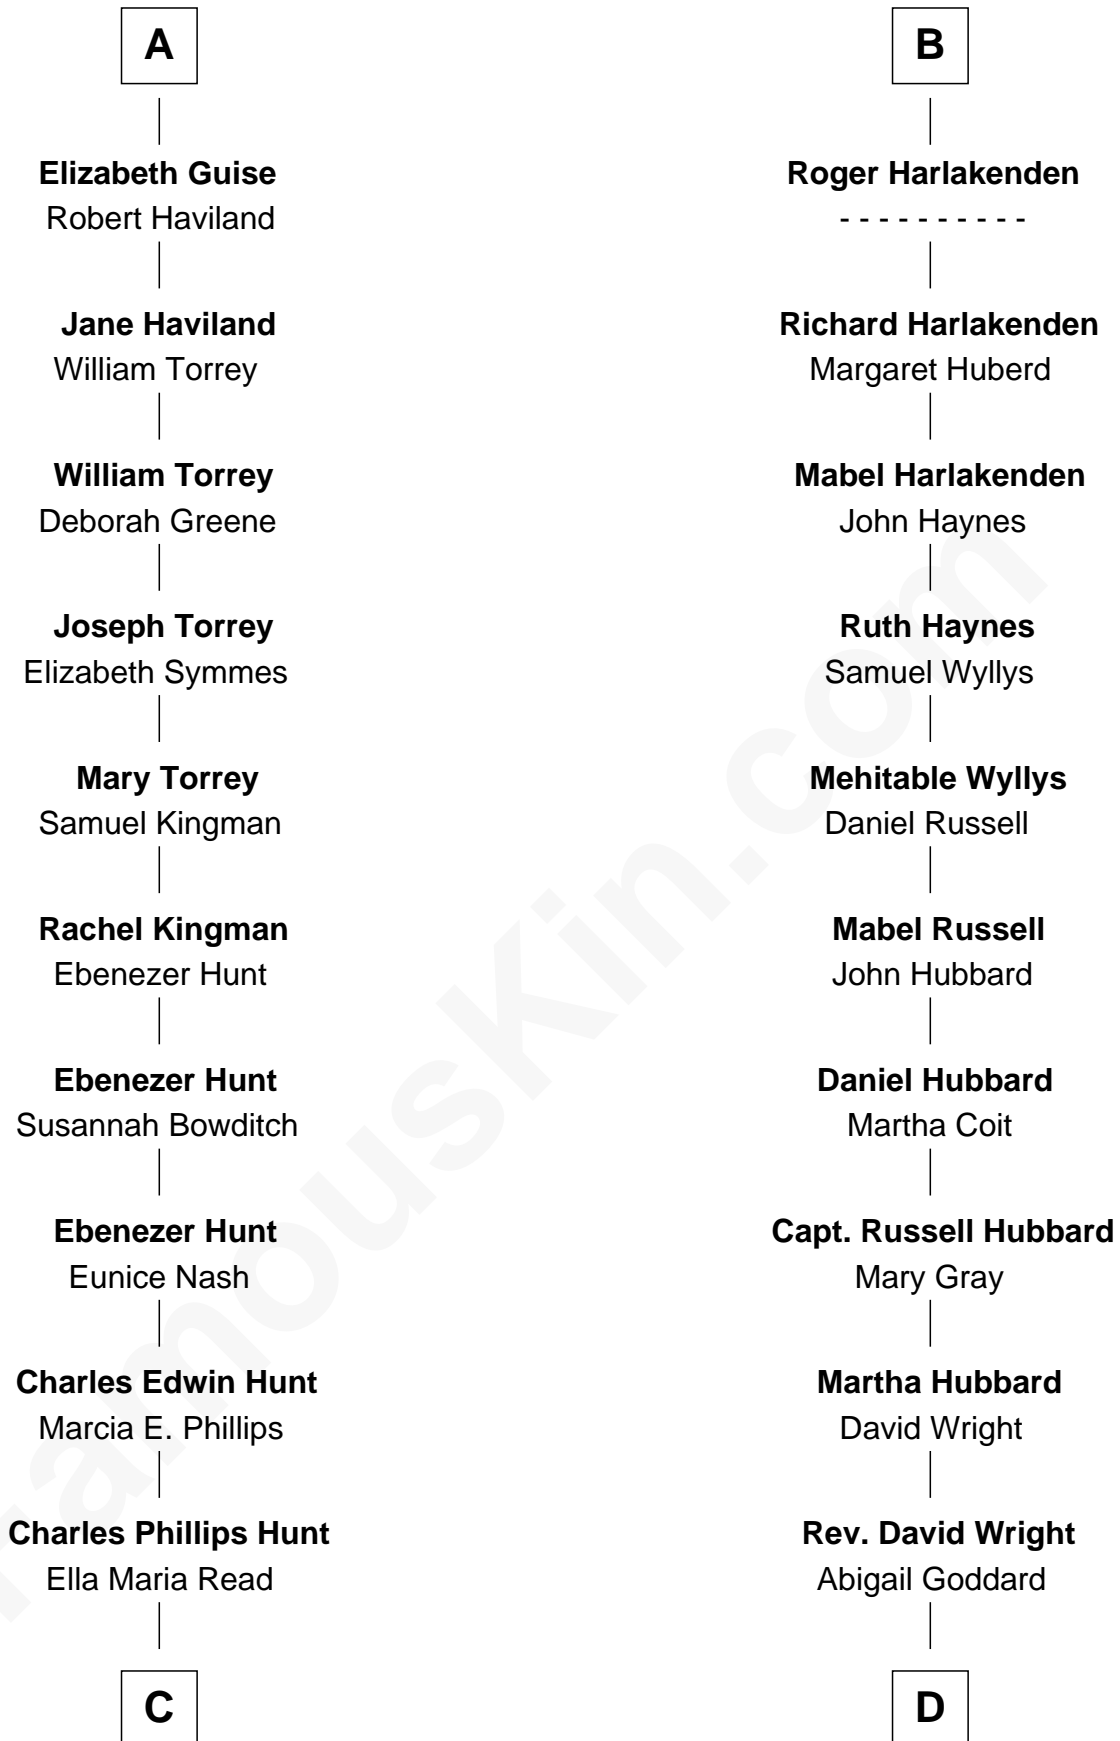 A
Elizabeth Guise
Robert Haviland
Jane Haviland
William Torrey
William Torrey
Deborah Greene
Joseph Torrey
Elizabeth Symmes
Mary Torrey
Samuel Kingman
Rachel Kingman
Ebenezer Hunt
Ebenezer Hunt
Susannah Bowditch
Ebenezer Hunt
Eunice Nash
Charles Edwin Hunt
Marcia E. Phillips
Charles Phillips Hunt
Ella Maria Read
C
B
Roger Harlakenden
- - - - - - - - - -
Richard Harlakenden
Margaret Huberd
Mabel Harlakenden
John Haynes
Ruth Haynes
Samuel Wyllys
Mehitable Wyllys
Daniel Russell
Mabel Russell
John Hubbard
Daniel Hubbard
Martha Coit
Capt. Russell Hubbard
Mary Gray
Martha Hubbard
David Wright
Rev. David Wright
Abigail Goddard
D
FamousKin.com